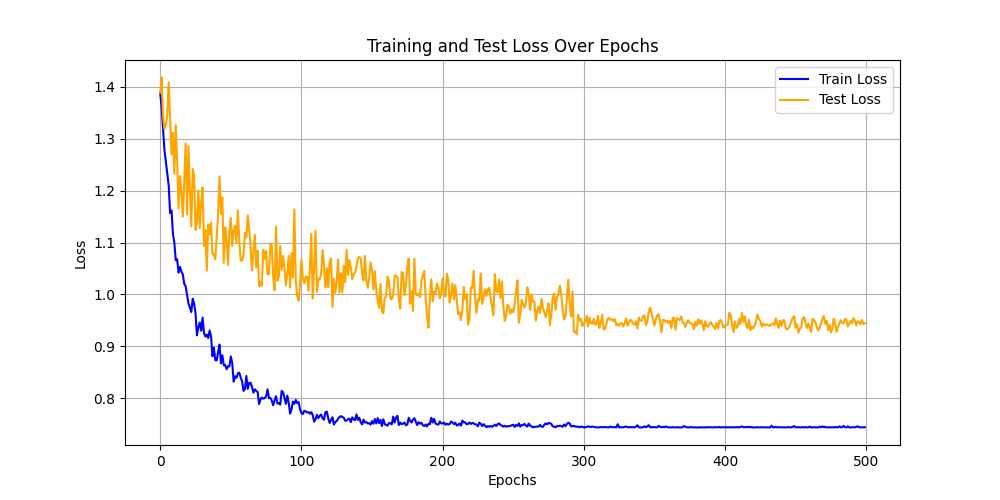 Training and Test Loss Over Epochs
Train Loss
Test Loss
1.4
1.3
1.2
1.1
1.0
0.9
0.8
Loss
0 100 200 300 400 500
Epochs